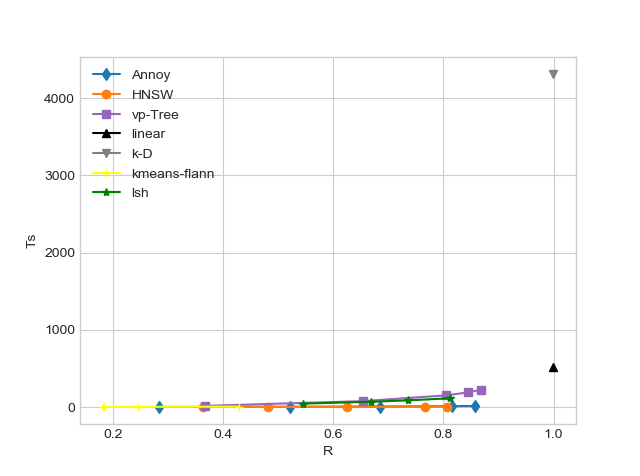 Annoy
HNSW
vp-Tree
linear
k-D
kmeans-flann
lsh
4000
3000
2000
1000
0
Ts
0.2 0.4 0.6 0.8 1.0
R